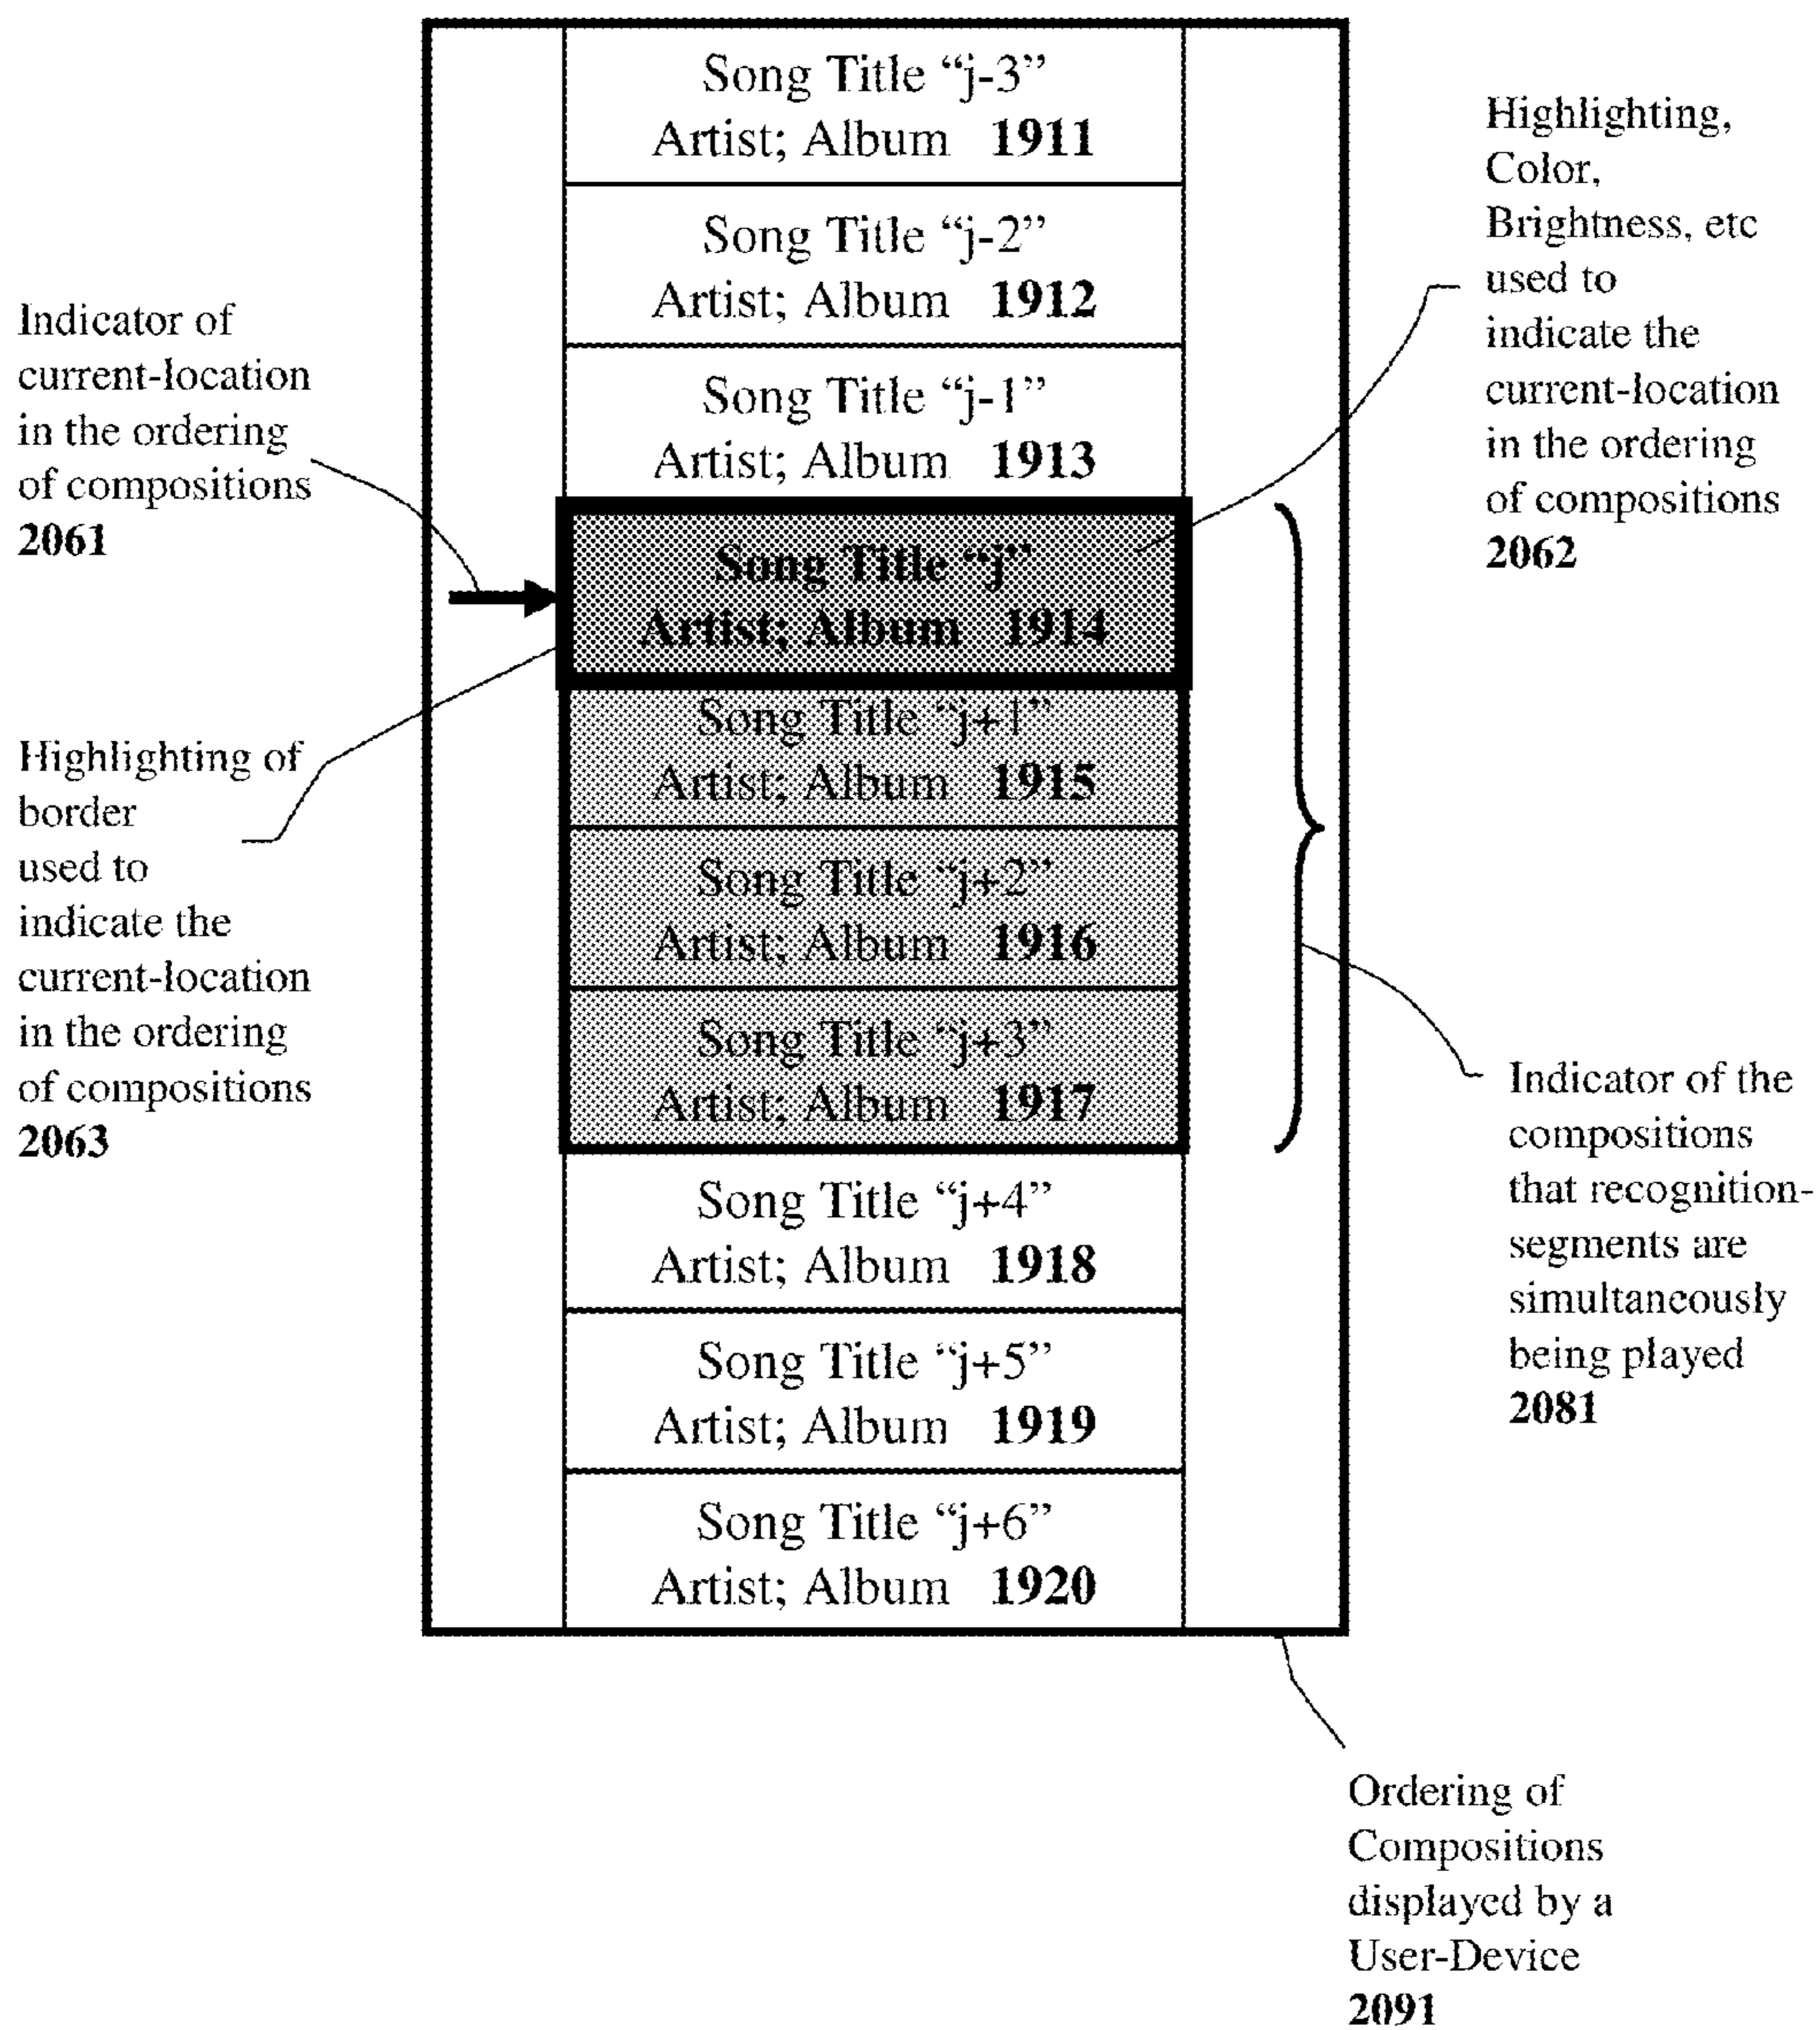 Song Title “j-3”
Artist; Album 1911
Song Title “j-2”
Artist; Album 1912
Song Title “j-1”
Artist; Album 1913
Song Title “j”
Artist; Album 1914
Song Title “j+1”
Artist; Album 1915
Song Title “j+2”
Artist; Album 1916
Song Title “j+3”
Artist; Album 1917
Song Title “j+4”
Artist; Album 1918
Song Title “j+5”
Artist; Album 1919
Song Title “j+6”
Artist; Album 1920
Indicator of
current-location
in the ordering
of compositions
2061
Highlighting of
border
used to
indicate the
current-location
in the ordering
of compositions
2063
Highlighting,
Color,
Brightness, etc
used to
indicate the
current-location
in the ordering
of compositions
2062
Indicator of the
compositions
that recognition-
segments are
simultaneously
being played
2081
Ordering of
Compositions
displayed by a
User-Device
2091